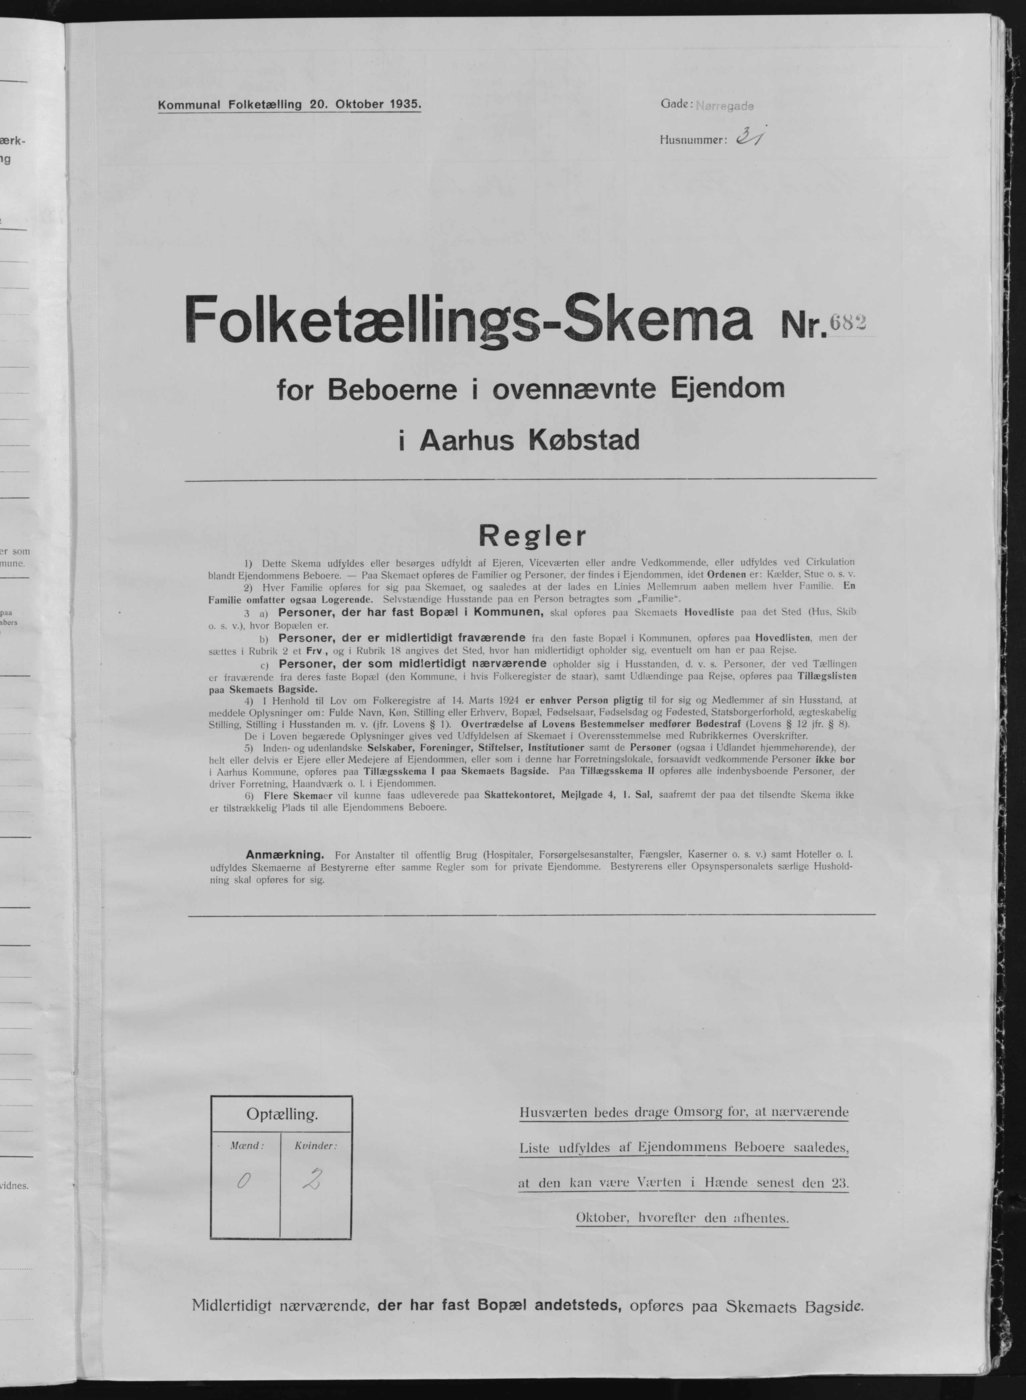 Kommunal Folketælling 20. Oktober 1935.
Gade: Nørregade
Husnummer: 31
Folketællings-Skema Nr. 682
for Beboerne i ovennævnte Ejendom
i Aarhus Købstad
Regler
1) Dette Skema udfyldes eller besørges udfyldt af Ejeren, Viceværten eller andre Vedkommende, eller udfyldes ved Cirkulation
blandt Ejendommens Beboere. — Paa Skemaet opføres de Familier og Personer, der findes i Ejendommen, idet Ordenen er: Kælder, Stue o. s. v.
2) Hver Familie opføres for sig paa Skemaet, og saaledes at der lades en Linies Mellemrum aaben mellem hver Familie. En
Familie omfatter ogsaa Logerende. Selvstændige Husstande paa en Person betragtes som „Familie“.
3 a) Personer, der har fast Bopæl i Kommunen, skal opføres paa Skemaets Hovedliste paa det Sted (Hus, Skib
o. s. v.), hvor Bopælen er.
b) Personer, der er midlertidigt fraværende fra den faste Bopæl i Kommunen, opføres paa Hovedlisten, men der
sættes i Rubrik 2 et Frv., og i Rubrik 18 angives det Sted, hvor han midlertidigt opholder sig, eventuelt om han er paa Rejse.
c) Personer, der som midlertidigt nærværende opholder sig i Husstanden, d. v. s. Personer, der ved Tællingen
er fraværende fra deres faste Bopæl (den Kommune, i hvis Folkeregister de staar), samt Udlændinge paa Rejse, opføres paa Tillægslisten
paa Skemaets Bagside.
4) I Henhold til Lov om Folkeregistre af 14. Marts 1924 er enhver Person pligtig til for sig og Medlemmer af sin Husstand, at
meddele Oplysninger om: Fulde Navn, Køn, Stilling eller Erhverv, Bopæl, Fødselsaar, Fødselsdag og Fødested, Statsborgerforhold, ægteskabelig
Stilling, Stilling i Husstanden m. v. (jfr. Lovens § 1). Overtrædelse af Lovens Bestemmelser medfører Bødestraf (Lovens § 12 jfr. § 8).
De i Loven begærede Oplysninger gives ved Udfyldelsen af Skemaet i Overensstemmelse med Rubrikkernes Overskrifter.
5) Inden- og udenlandske Selskaber, Foreninger, Stiftelser, Institutioner samt de Personer (ogsaa i Udlandet hjemmehørende), der
helt eller delvis er Ejere eller Medejere af Ejendommen, eller som i denne har Forretningslokale, forsaavidt vedkommende Personer ikke bor
i Aarhus Kommune, opføres paa Tillægsskema I paa Skemaets Bagside. Paa Tillægsskema II opføres alle indenbysboende Personer, der
driver Forretning, Haandværk o. l. i Ejendommen.
6) Flere Skemaer vil kunne faas udleverede paa Skattekontoret, Mejlgade 4, 1. Sal, saafremt der paa det tilsendte Skema ikke
er tilstrækkelig Plads til alle Ejendommens Beboere.
Anmærkning. For Anstalter til offentlig Brug (Hospitaler, Forsørgelsesanstalter, Fængsler, Kaserner o. s. v.) samt Hoteller o. l.
udfyldes Skemaerne af Bestyrerne efter samme Regler som for private Ejendomme. Bestyrerens eller Opsynspersonalets særlige Hushold-
ning skal opføres for sig.
Optælling.
Mænd: Kvinder:
0 2
Husværten bedes drage Omsorg for, at nærværende
Liste udfyldes af Ejendommens Beboere saaledes,
at den kan være Værten i Hænde senest den 23.
Oktober, hvorefter den afhentes.
Midlertidigt nærværende, der har fast Bopæl andetsteds, opføres paa Skemaets Bagside.